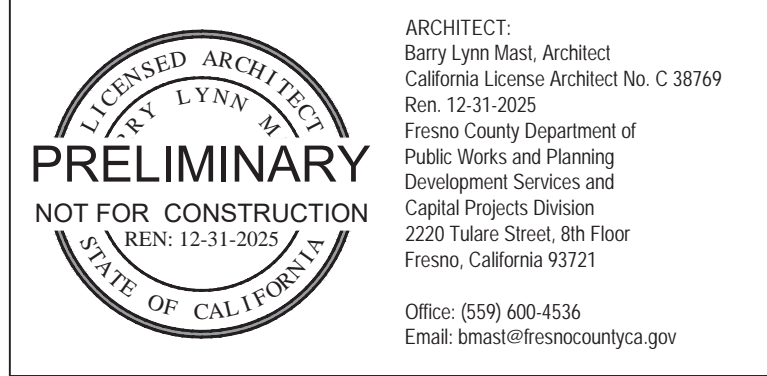 LICENSED ARCHITECT
LYNN
PRELIMINARY
NOT FOR CONSTRUCTION
REN: 12-31-2025
STATE OF CALIFORNIA
ARCHITECT:
Barry Lynn Mast, Architect
California License Architect No. C 38769
Ren. 12-31-2025
Fresno County Department of
Public Works and Planning
Development Services and
Capital Projects Division
2220 Tulare Street, 8th Floor
Fresno, California 93721
Office: (559) 600-4536
Email: bmast@fresnocountyca.gov